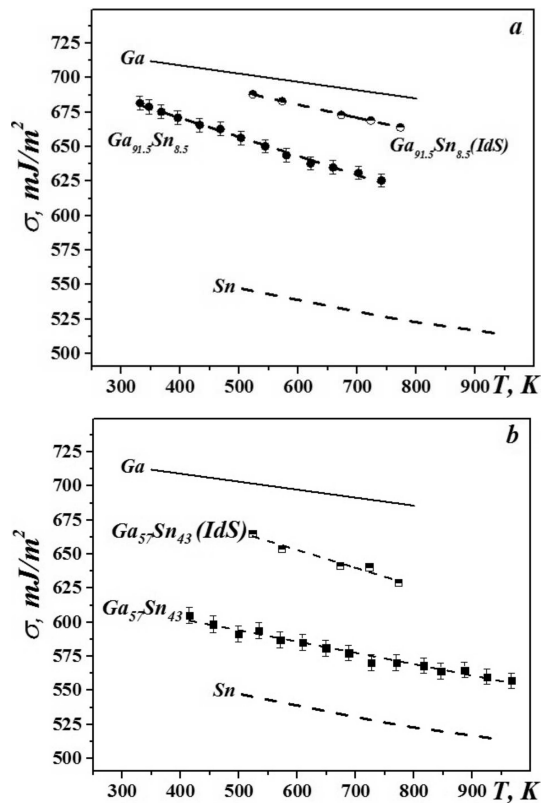 a
725
Ga
700
675
Ga91.5Sn8.5(IdS)
Ga91.5Sn8.5
650
625
600
575
550
Sn
525
500
σ, mJ/m²
300 400 500 600 700 800 900 T, K
b
725
Ga
700
675
Ga57Sn43(IdS)
650
625
Ga57Sn43
600
575
550
Sn
525
500
σ, mJ/m²
300 400 500 600 700 800 900 T, K